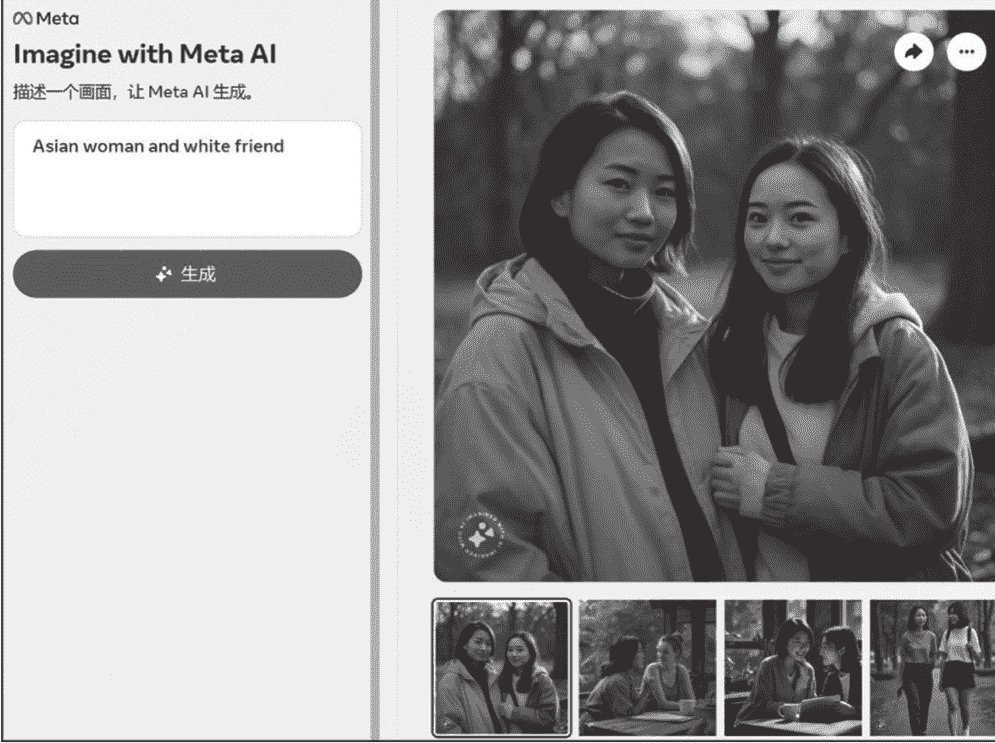 Meta
Imagine with Meta AI
描述一个画面，让 Meta AI 生成。
Asian woman and white friend
生成